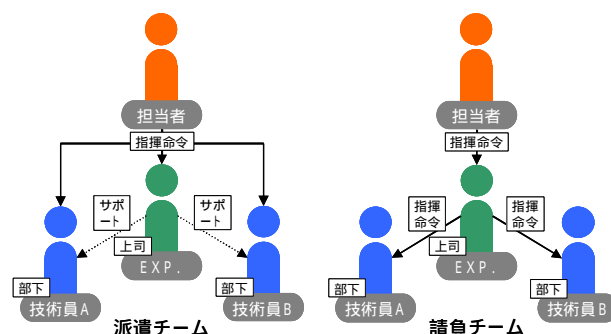 担当者
指揮命令
サポ
ート
サポ
ート
上司
EXP.
部下
技術員A
部下
技術員B
派遣チーム
担当者
指揮命令
指揮
命令
指揮
命令
上司
EXP.
部下
技術員A
部下
技術員B
請負チーム